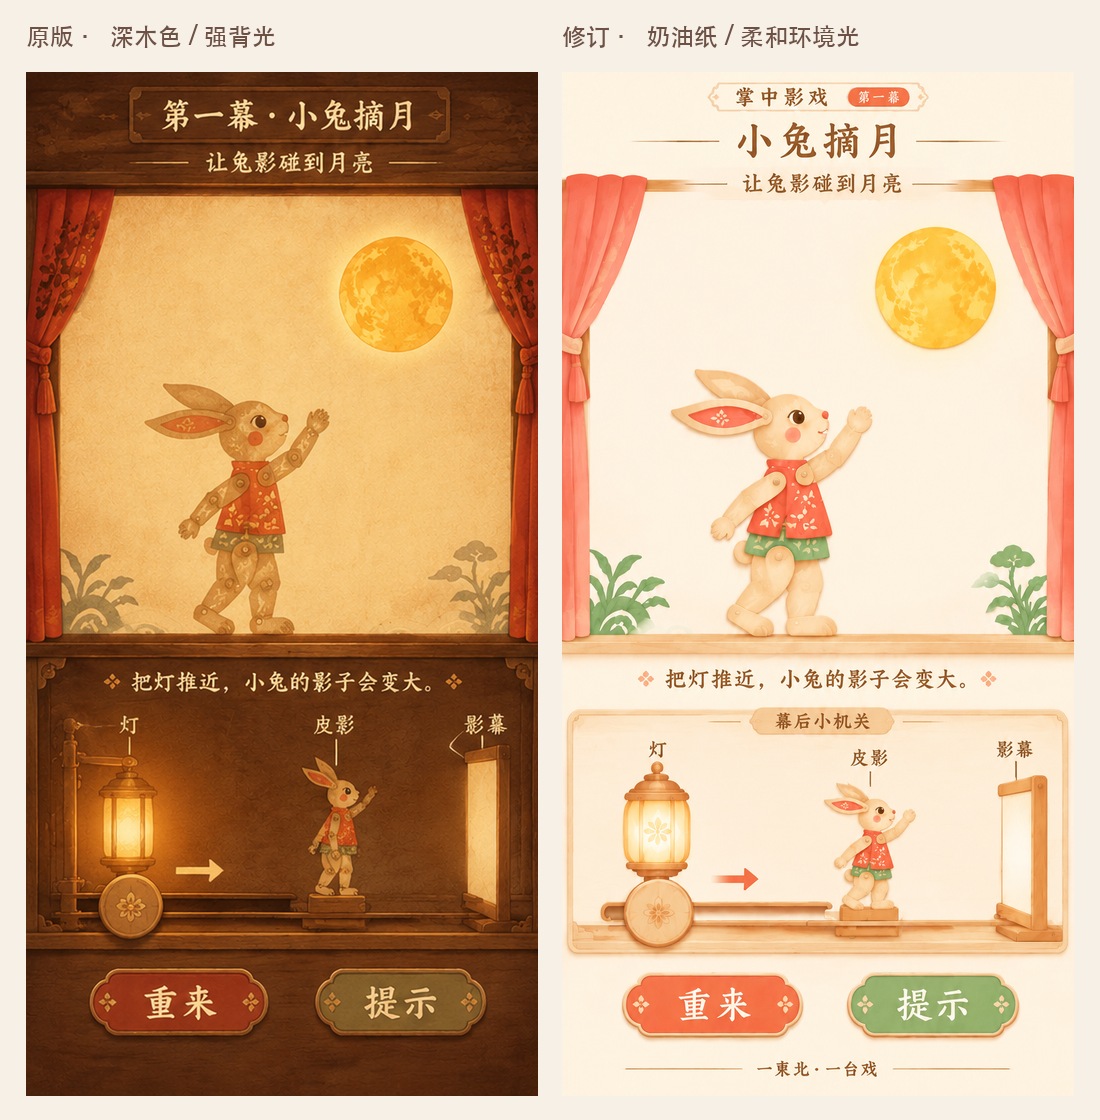 原版 · 深木色 / 强背光
第一幕·小兔摘月
让兔影碰到月亮
把灯推近，小兔的影子会变大。
灯
皮影
影幕
重来
提示
修订 · 奶油纸 / 柔和环境光
掌中影戏 第一幕
小兔摘月
让兔影碰到月亮
把灯推近，小兔的影子会变大。
幕后小机关
灯
皮影
影幕
重来
提示
一東北·一台戏